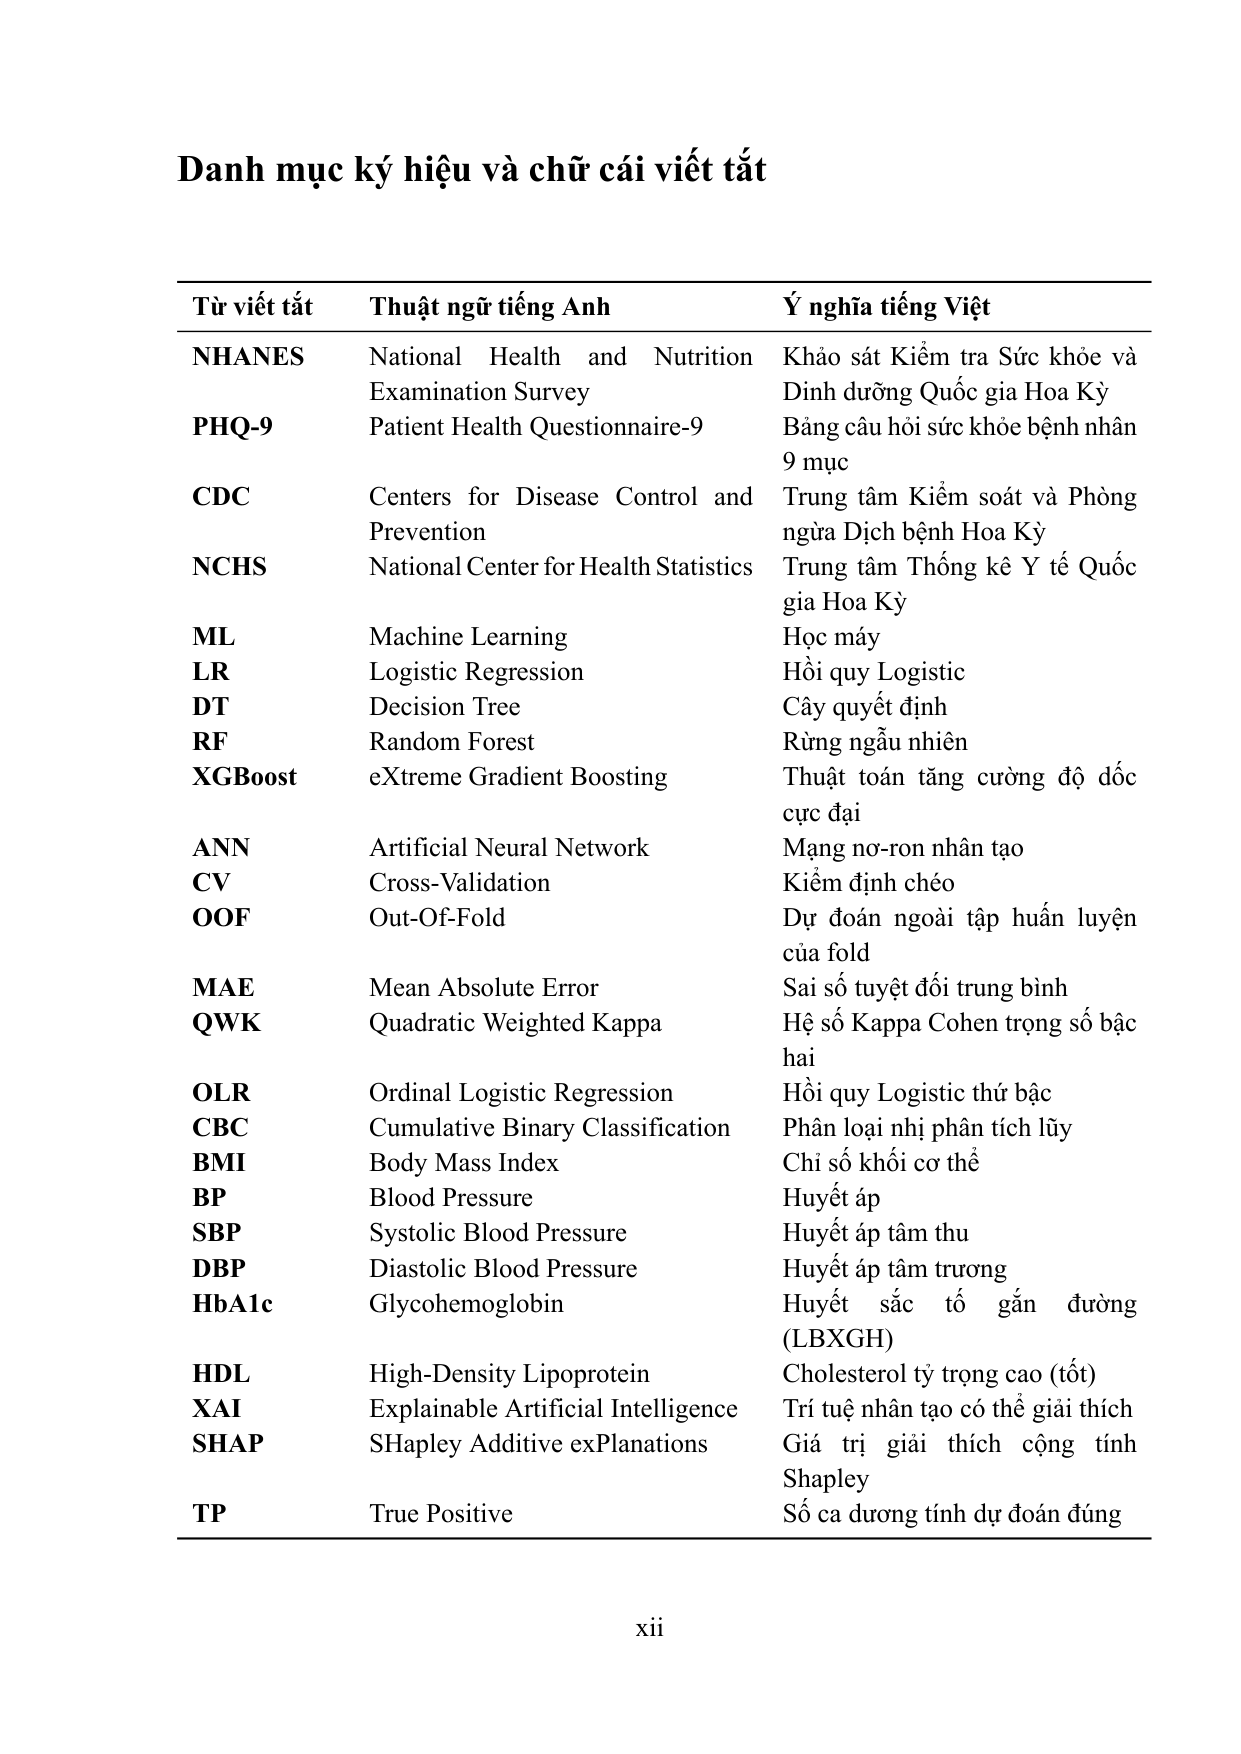 Danh mục ký hiệu và chữ cái viết tắt
Từ viết tắt Thuật ngữ tiếng Anh Ý nghĩa tiếng Việt
NHANES National Health and Nutrition Khảo sát Kiểm tra Sức khỏe và
Examination Survey Dinh dưỡng Quốc gia Hoa Kỳ
PHQ-9 Patient Health Questionnaire-9 Bảng câu hỏi sức khỏe bệnh nhân
9 mục
CDC Centers for Disease Control and Trung tâm Kiểm soát và Phòng
Prevention ngừa Dịch bệnh Hoa Kỳ
NCHS National Center for Health Statistics Trung tâm Thống kê Y tế Quốc
gia Hoa Kỳ
ML Machine Learning Học máy
LR Logistic Regression Hồi quy Logistic
DT Decision Tree Cây quyết định
RF Random Forest Rừng ngẫu nhiên
XGBoost eXtreme Gradient Boosting Thuật toán tăng cường độ dốc
cực đại
ANN Artificial Neural Network Mạng nơ-ron nhân tạo
CV Cross-Validation Kiểm định chéo
OOF Out-Of-Fold Dự đoán ngoài tập huấn luyện
của fold
MAE Mean Absolute Error Sai số tuyệt đối trung bình
QWK Quadratic Weighted Kappa Hệ số Kappa Cohen trọng số bậc
hai
OLR Ordinal Logistic Regression Hồi quy Logistic thứ bậc
CBC Cumulative Binary Classification Phân loại nhị phân tích lũy
BMI Body Mass Index Chỉ số khối cơ thể
BP Blood Pressure Huyết áp
SBP Systolic Blood Pressure Huyết áp tâm thu
DBP Diastolic Blood Pressure Huyết áp tâm trương
HbA1c Glycohemoglobin Huyết sắc tố gắn đường
(LBXGH)
HDL High-Density Lipoprotein Cholesterol tỷ trọng cao (tốt)
XAI Explainable Artificial Intelligence Trí tuệ nhân tạo có thể giải thích
SHAP SHapley Additive exPlanations Giá trị giải thích cộng tính
Shapley
TP True Positive Số ca dương tính dự đoán đúng
xii